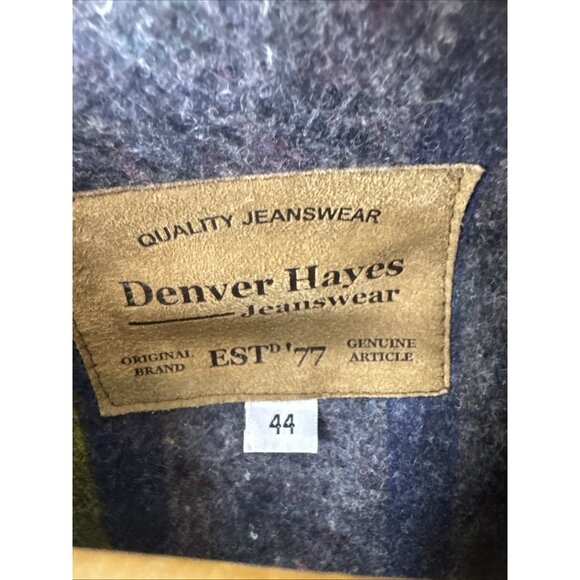 QUALITY JEANSWEAR
Denver Hayes
Jeanswear
ORIGINAL BRAND
ESTᴰ '77
GENUINE ARTICLE
44